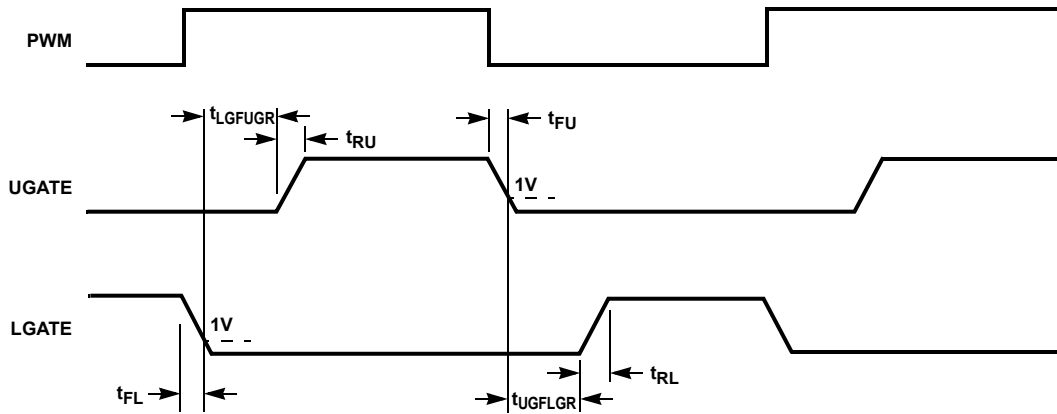 PWM
tLGFUGR
tRU
tFU
UGATE
1V
LGATE
1V
tFL
tRL
tUGFLGR